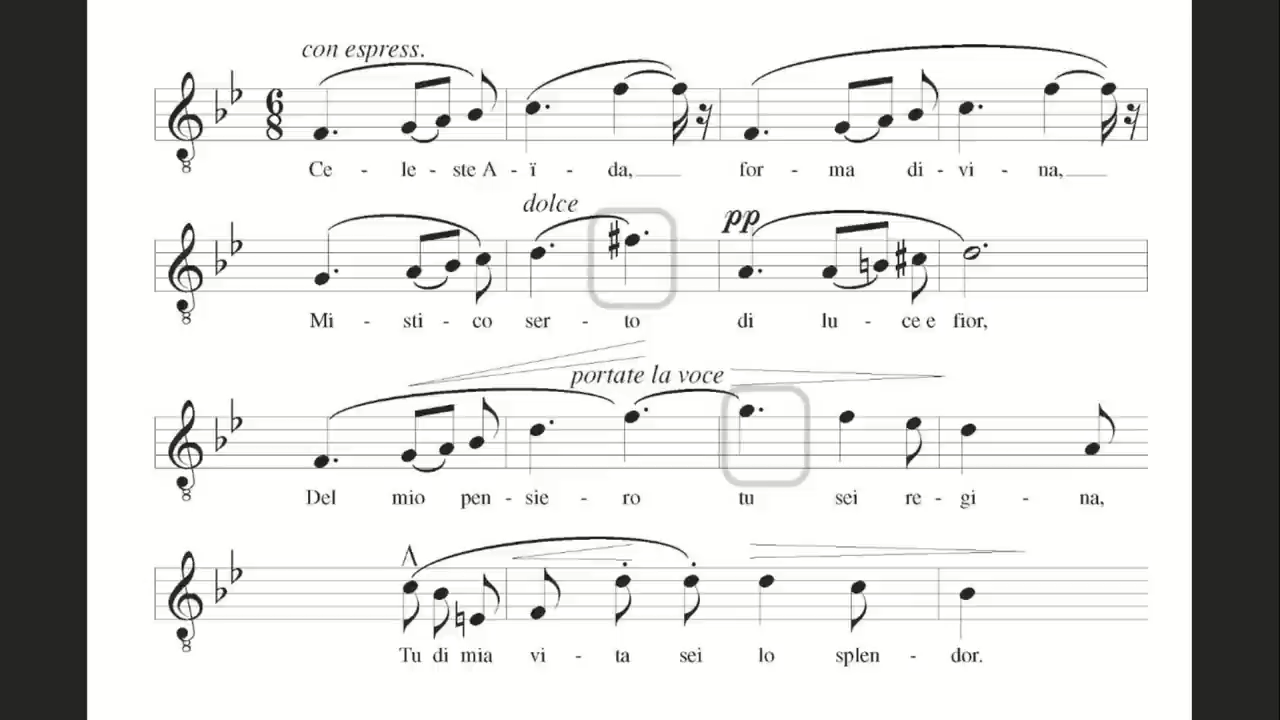 con espress.
6
8
Ce - le - ste A - ï - da, for - ma di - vi - na,
dolce
pp
Mi - sti - co ser - to di lu - ce e fior,
portate la voce
Del mio pen - sie - ro tu sei re - gi - na,
Tu di mia vi - ta sei lo splen - dor.